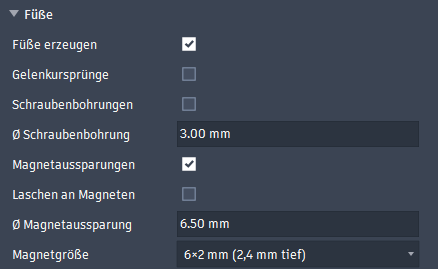 Füße
Füße erzeugen
Gelenkursprünge
Schraubenbohrungen
Ø Schraubenbohrung 3.00 mm
Magnetaussparungen
Laschen an Magneten
Ø Magnetaussparung 6.50 mm
Magnetgröße 6×2 mm (2,4 mm tief)